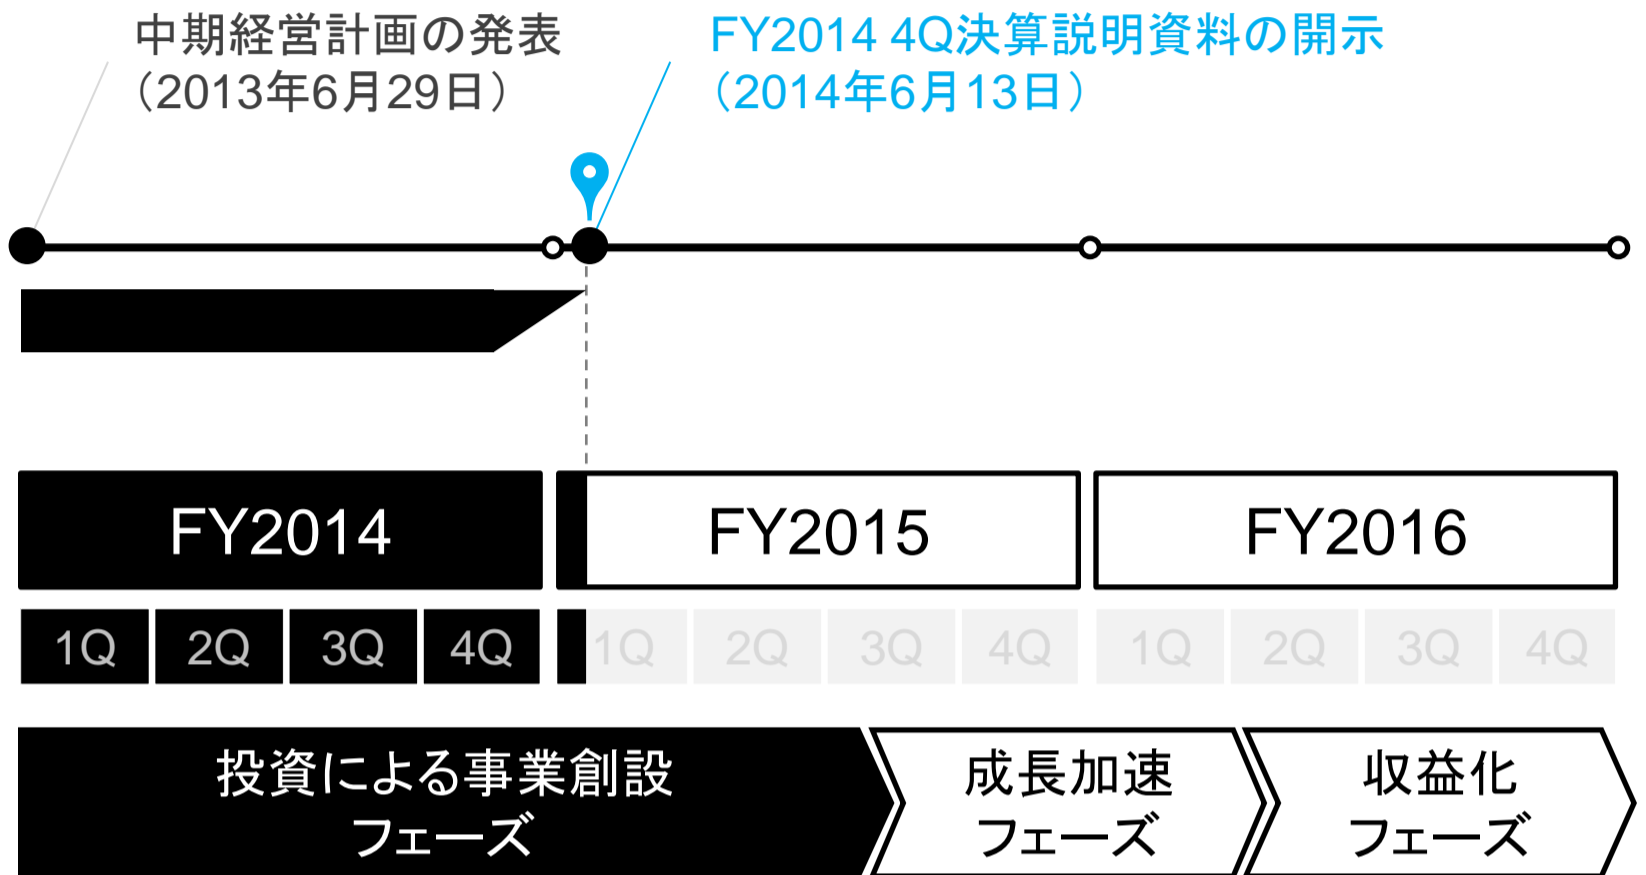 中期経営計画の発表
（2013年6月29日）
FY2014 4Q決算説明資料の開示
（2014年6月13日）
FY2014
FY2015
FY2016
1Q 2Q 3Q 4Q 1Q 2Q 3Q 4Q 1Q 2Q 3Q 4Q
投資による事業創設
フェーズ
成長加速
フェーズ
収益化
フェーズ